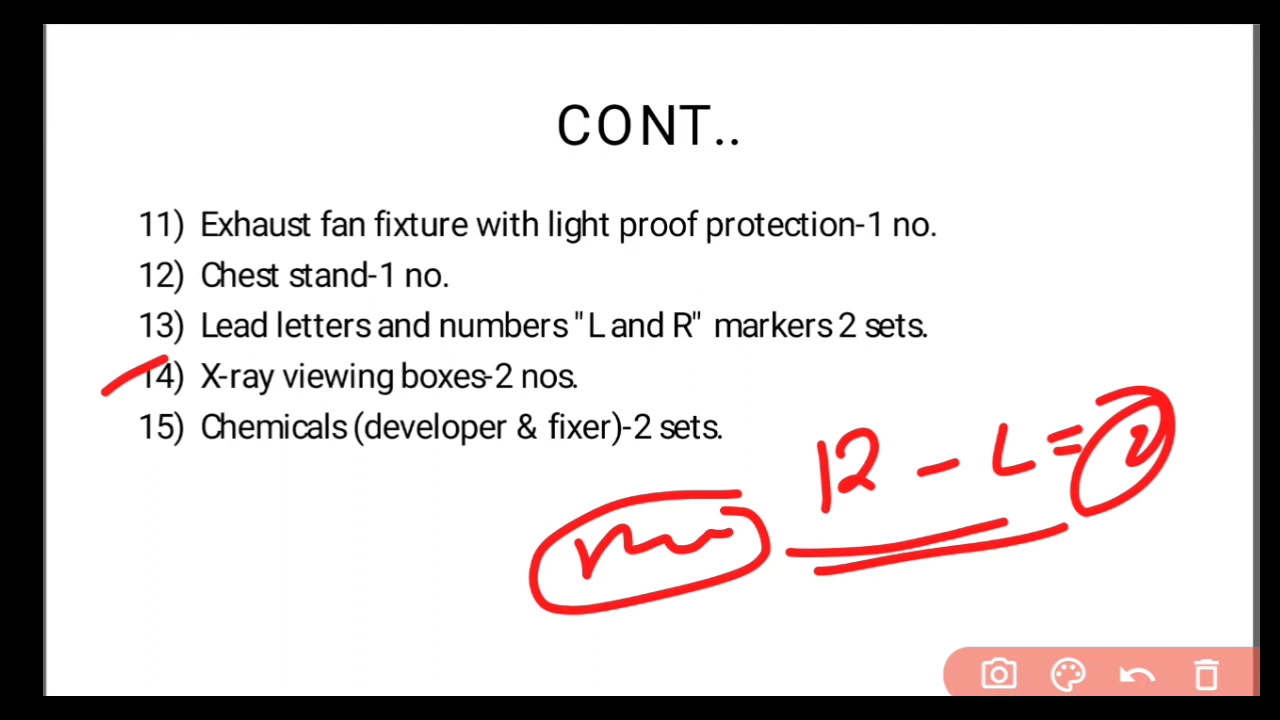 CONT..
11) Exhaust fan fixture with light proof protection-1 no.
12) Chest stand-1 no.
13) Lead letters and numbers "L and R" markers 2 sets.
14) X-ray viewing boxes-2 nos.
15) Chemicals (developer & fixer)-2 sets.
12 - L = 2